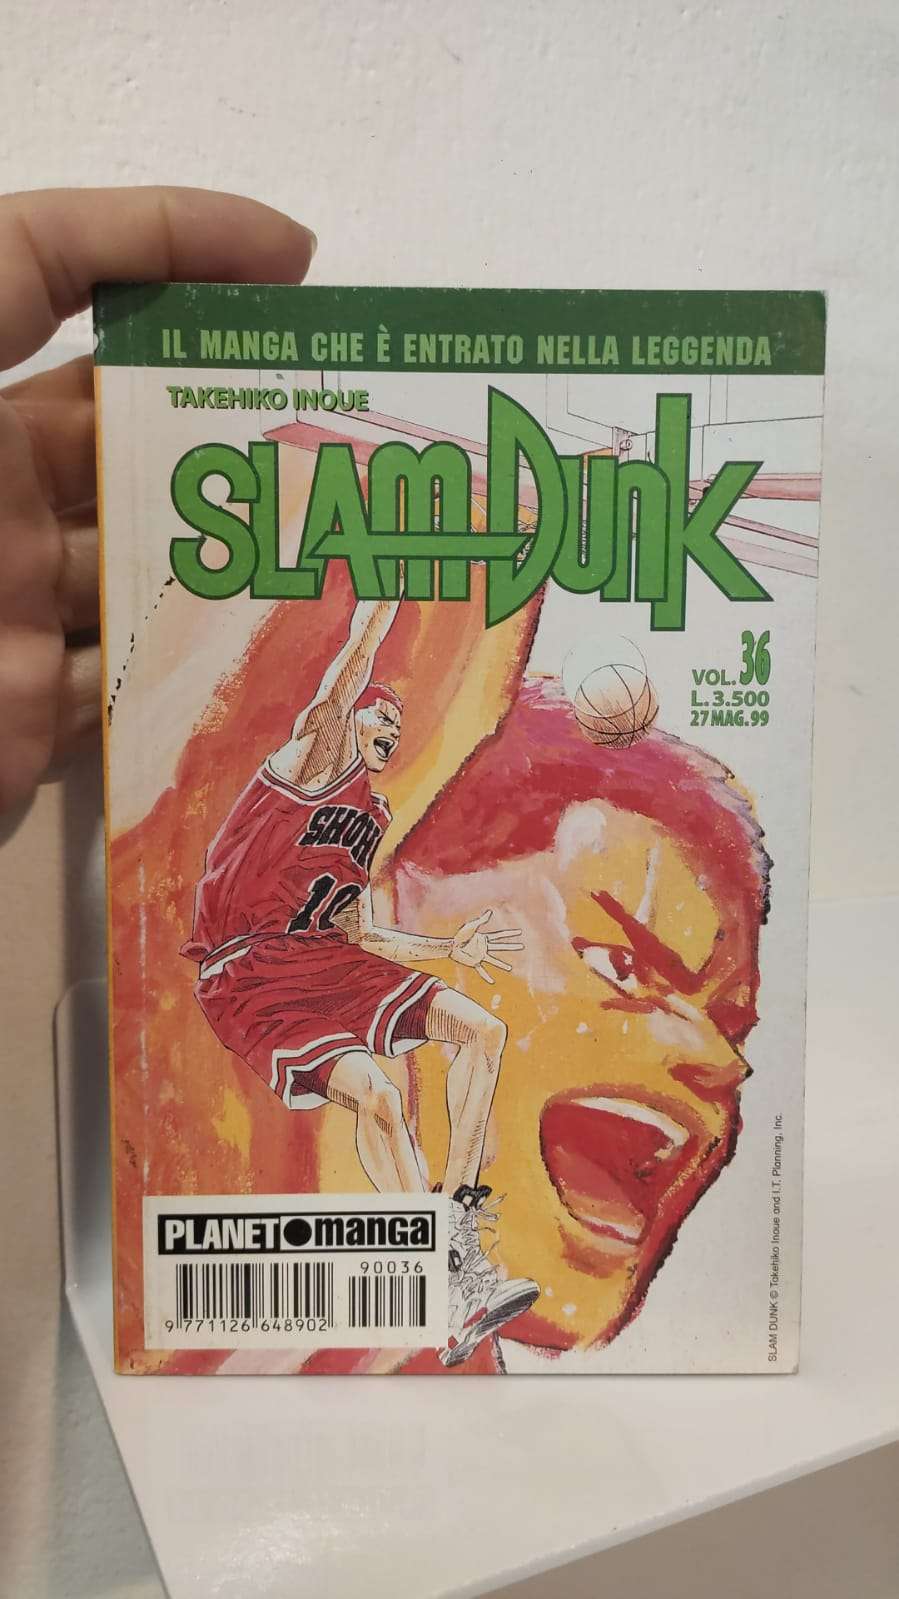 IL MANGA CHE È ENTRATO NELLA LEGGENDA
TAKEHIKO INOUE
SLAM DUNK
VOL. 36
L. 3.500
27 MAG. 99
SHOH
10
PLANET manga
90036
9 771126 648902
SLAM DUNK © Takehiko Inoue and I.T. Planning, Inc.